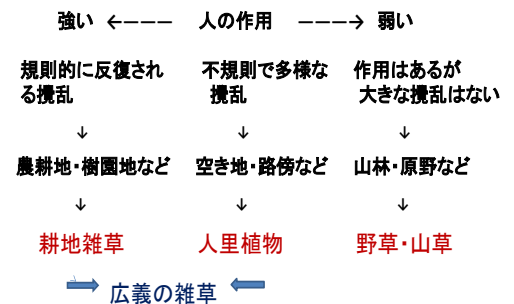 強い ←−−−− 人の作用 −−−−→ 弱い
規則的に反復され 不規則で多様な 作用はあるが
る攪乱 攪乱 大きな攪乱はない
↓ ↓ ↓
農耕地・樹園地など 空き地・路傍など 山林・原野など
↓ ↓ ↓
耕地雑草 人里植物 野草・山草
広義の雑草